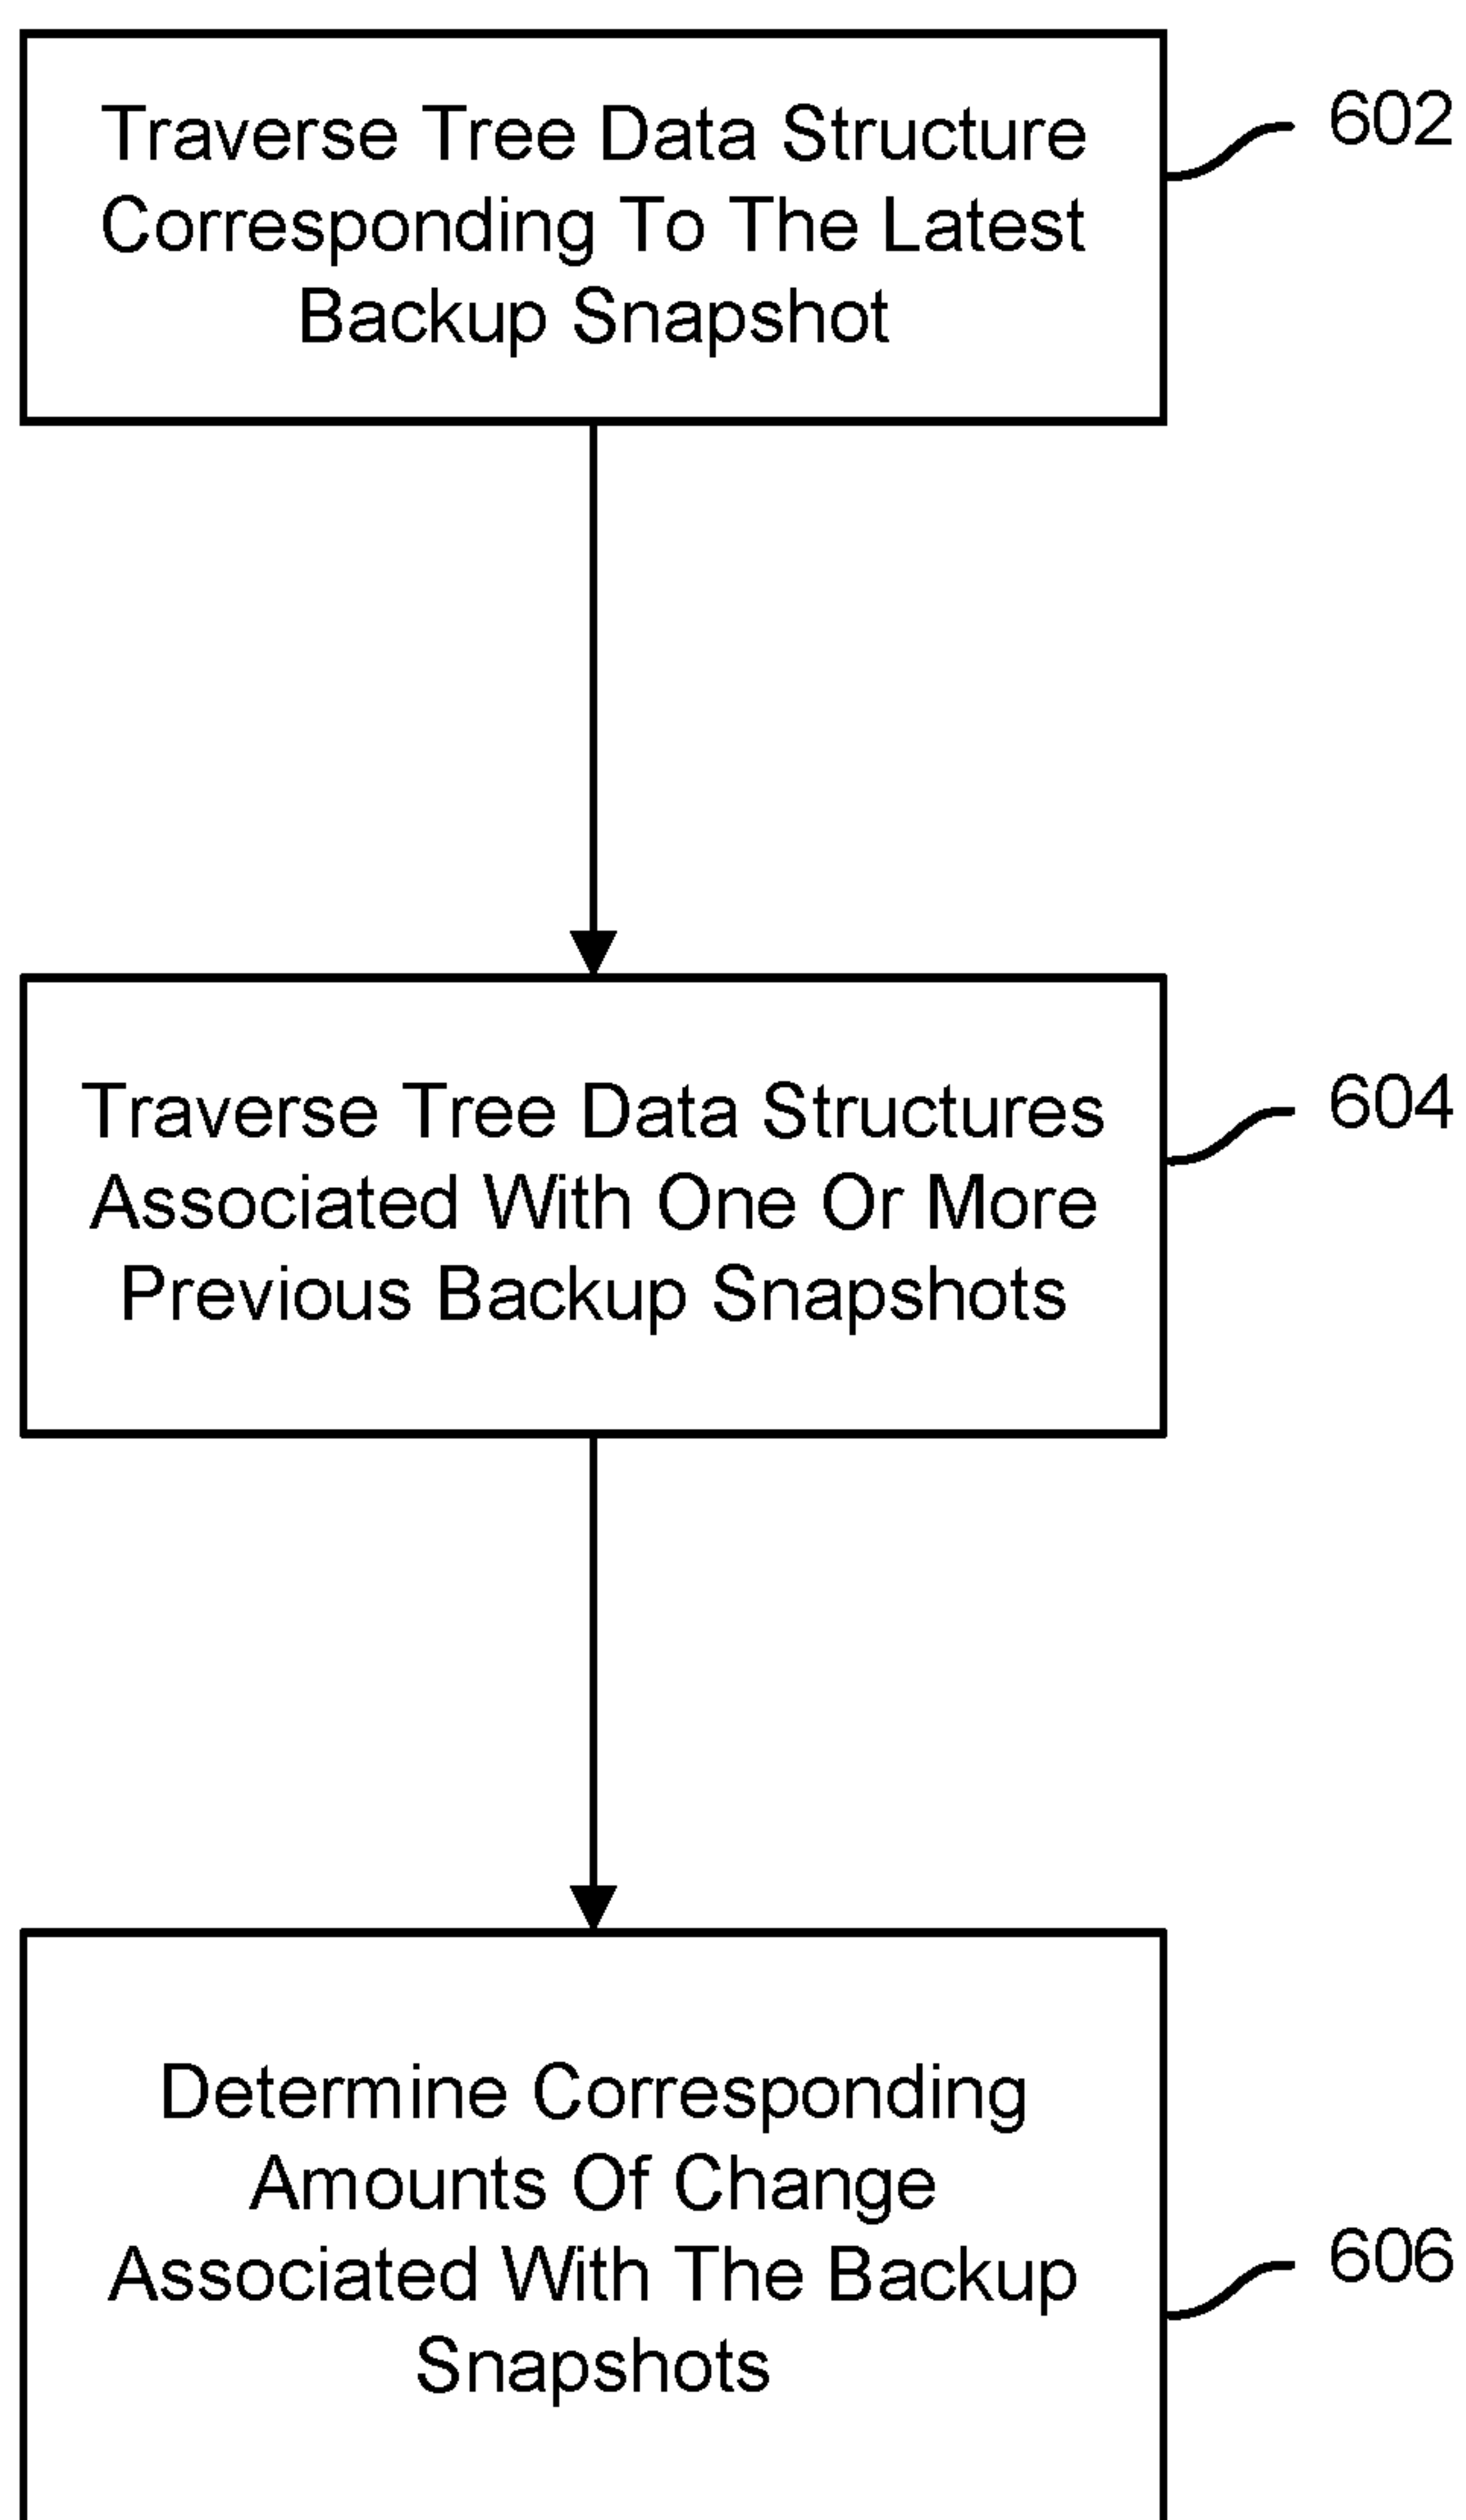 Traverse Tree Data Structure
Corresponding To The Latest
Backup Snapshot
602
Traverse Tree Data Structures
Associated With One Or More
Previous Backup Snapshots
604
Determine Corresponding
Amounts Of Change
Associated With The Backup
Snapshots
606